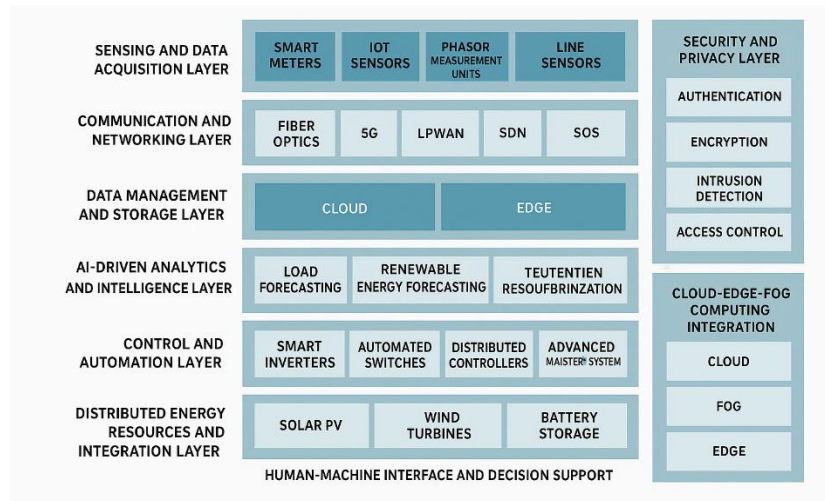 SENSING AND DATA
ACQUISITION LAYER
SMART
METERS
IOT
SENSORS
PHASOR
MEASUREMENT
UNITS
LINE
SENSORS
COMMUNICATION AND
NETWORKING LAYER
FIBER
OPTICS
5G
LPWAN
SDN
SOS
DATA MANAGEMENT
AND STORAGE LAYER
CLOUD
EDGE
AI-DRIVEN ANALYTICS
AND INTELLIGENCE LAYER
LOAD
FORECASTING
RENEWABLE
ENERGY FORECASTING
TEUTENTIEN
RESOUFBRINZATION
CONTROL AND
AUTOMATION LAYER
SMART
INVERTERS
AUTOMATED
SWITCHES
DISTRIBUTED
CONTROLLERS
ADVANCED
SYSTEM
DISTRIBUTED ENERGY
RESOURCES AND
INTEGRATION LAYER
SOLAR PV
WIND
TURBINES
BATTERY
STORAGE
HUMAN-MACHINE INTERFACE AND DECISION SUPPORT
SECURITY AND
PRIVACY LAYER
AUTHENTICATION
ENCRYPTION
INTRUSION
DETECTION
ACCESS CONTROL
CLOUD-EDGE-FOG
COMPUTING
INTEGRATION
CLOUD
FOG
EDGE